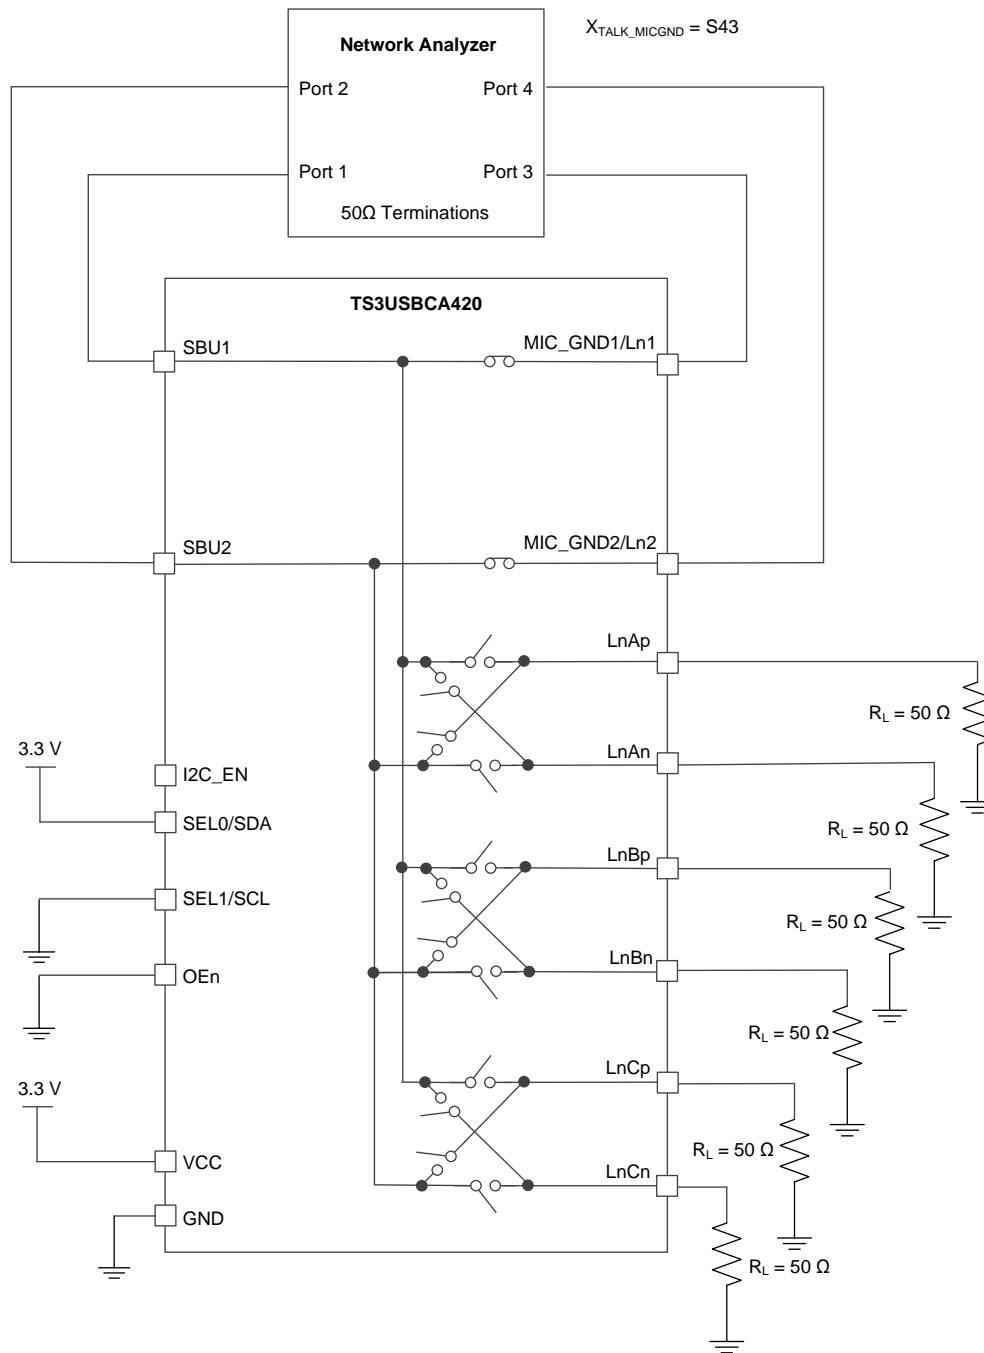 X_TALK_MICGND = S43
Network Analyzer
Port 2
Port 4
Port 1
Port 3
50Ω Terminations
TS3USBCA420
SBU1
MIC_GND1/Ln1
SBU2
MIC_GND2/Ln2
LnAp
R_L = 50 Ω
3.3 V
LnAn
I2C_EN
SEL0/SDA
R_L = 50 Ω
LnBp
SEL1/SCL
R_L = 50 Ω
LnBn
OEn
R_L = 50 Ω
LnCp
3.3 V
R_L = 50 Ω
VCC
LnCn
GND
R_L = 50 Ω